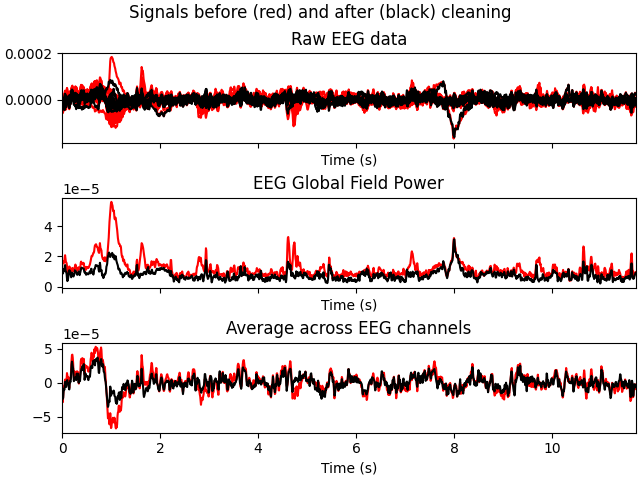 Signals before (red) and after (black) cleaning
Raw EEG data
0.0002
0.0000
Time (s)
EEG Global Field Power
1e−5
4
2
0
Time (s)
Average across EEG channels
1e−5
5
0
−5
0 2 4 6 8 10
Time (s)